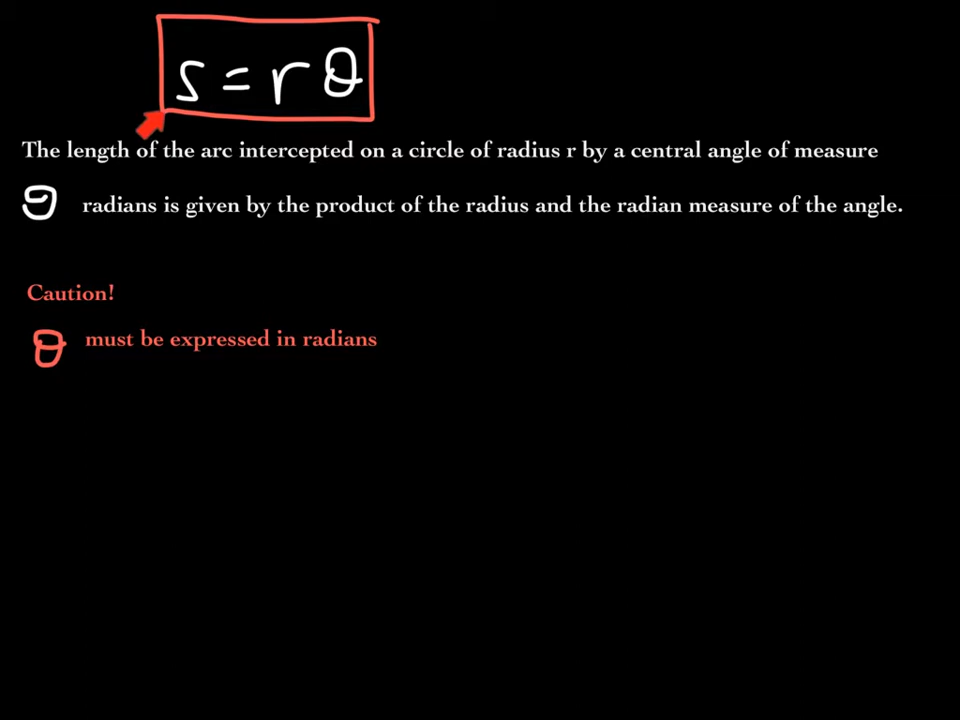 s = r θ
The length of the arc intercepted on a circle of radius r by a central angle of measure
θ radians is given by the product of the radius and the radian measure of the angle.
Caution!
θ must be expressed in radians